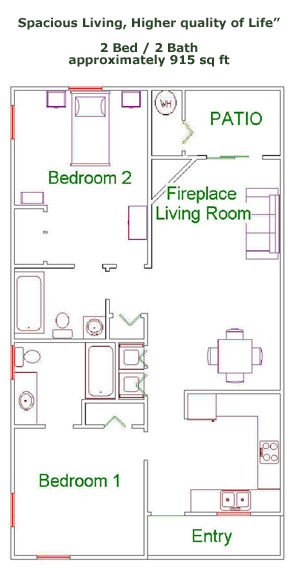 Spacious Living, Higher quality of Life”
2 Bed / 2 Bath
approximately 915 sq ft
WH
PATIO
Bedroom 2
Fireplace
Living Room
Bedroom 1
Entry